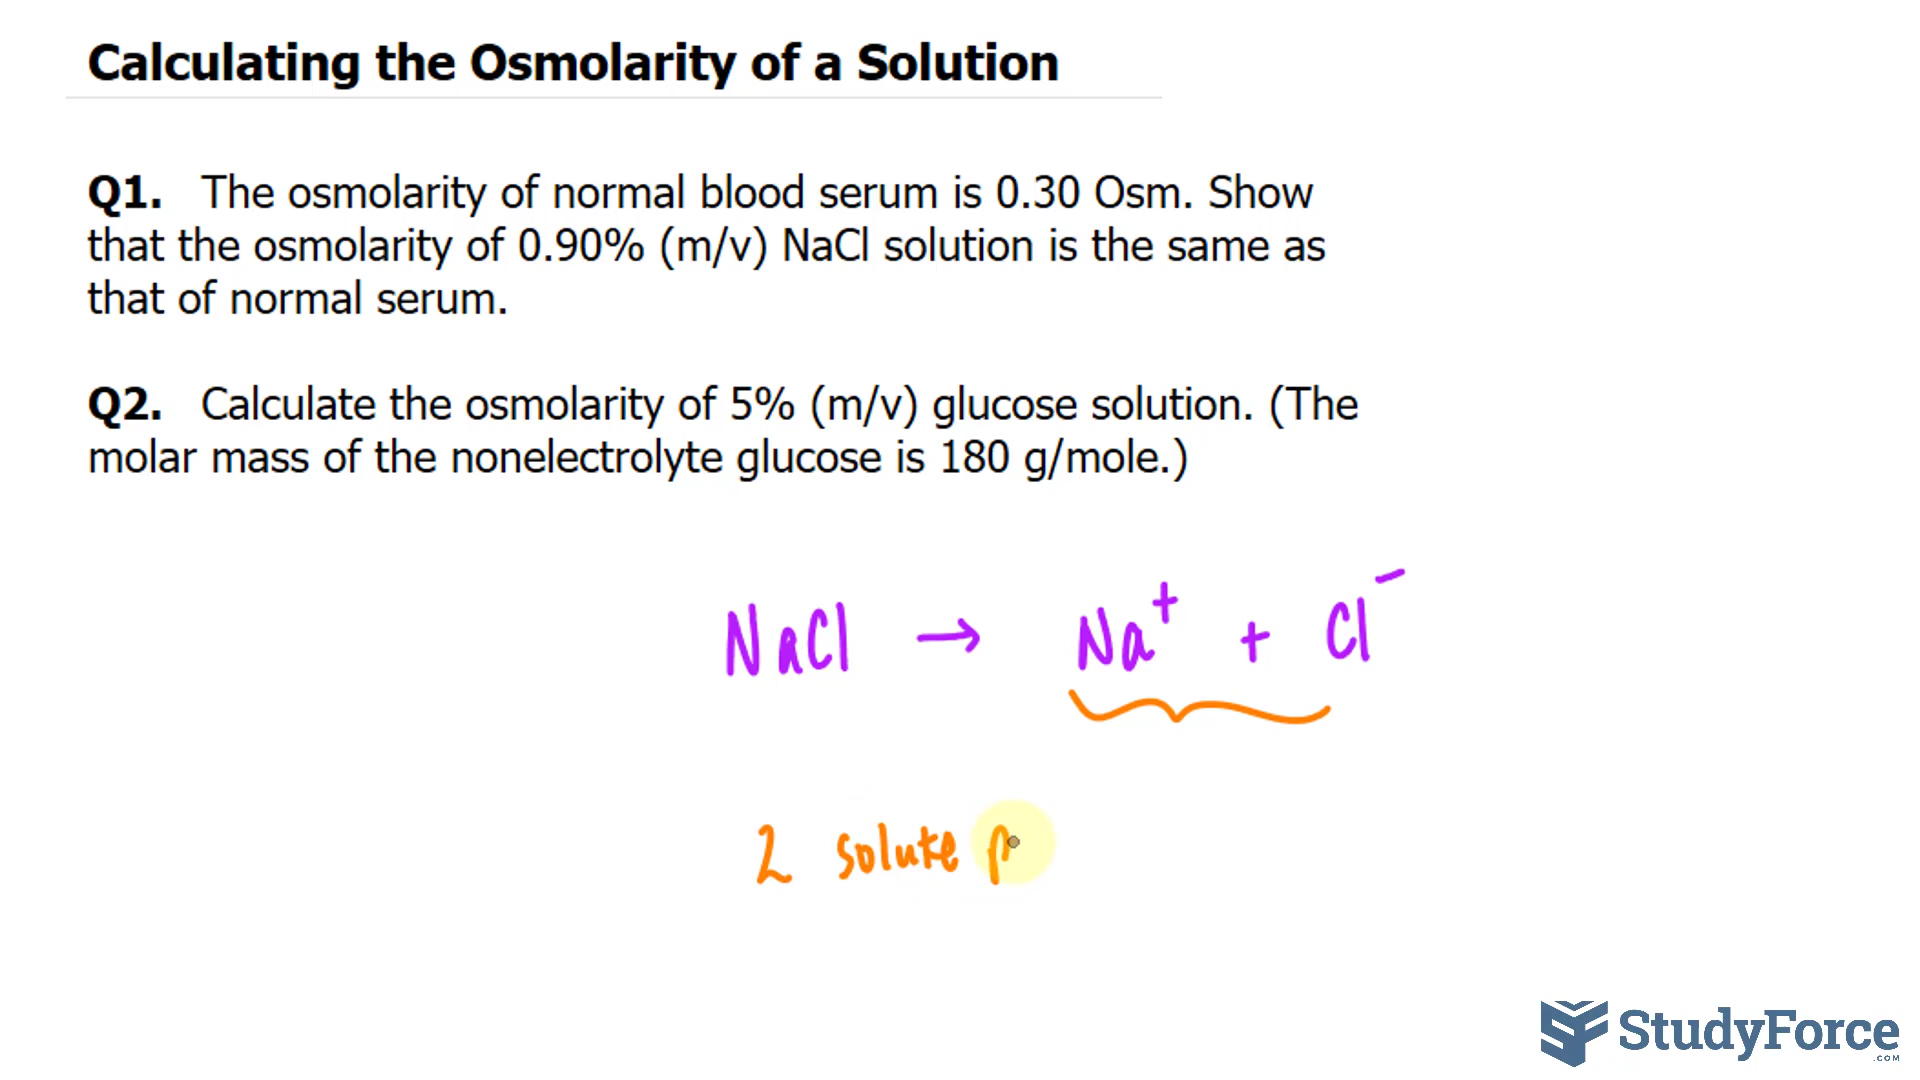 Calculating the Osmolarity of a Solution
Q1. The osmolarity of normal blood serum is 0.30 Osm. Show
that the osmolarity of 0.90% (m/v) NaCl solution is the same as
that of normal serum.
Q2. Calculate the osmolarity of 5% (m/v) glucose solution. (The
molar mass of the nonelectrolyte glucose is 180 g/mole.)
NaCl → Na⁺ + Cl⁻
2 solute p
StudyForce
.COM